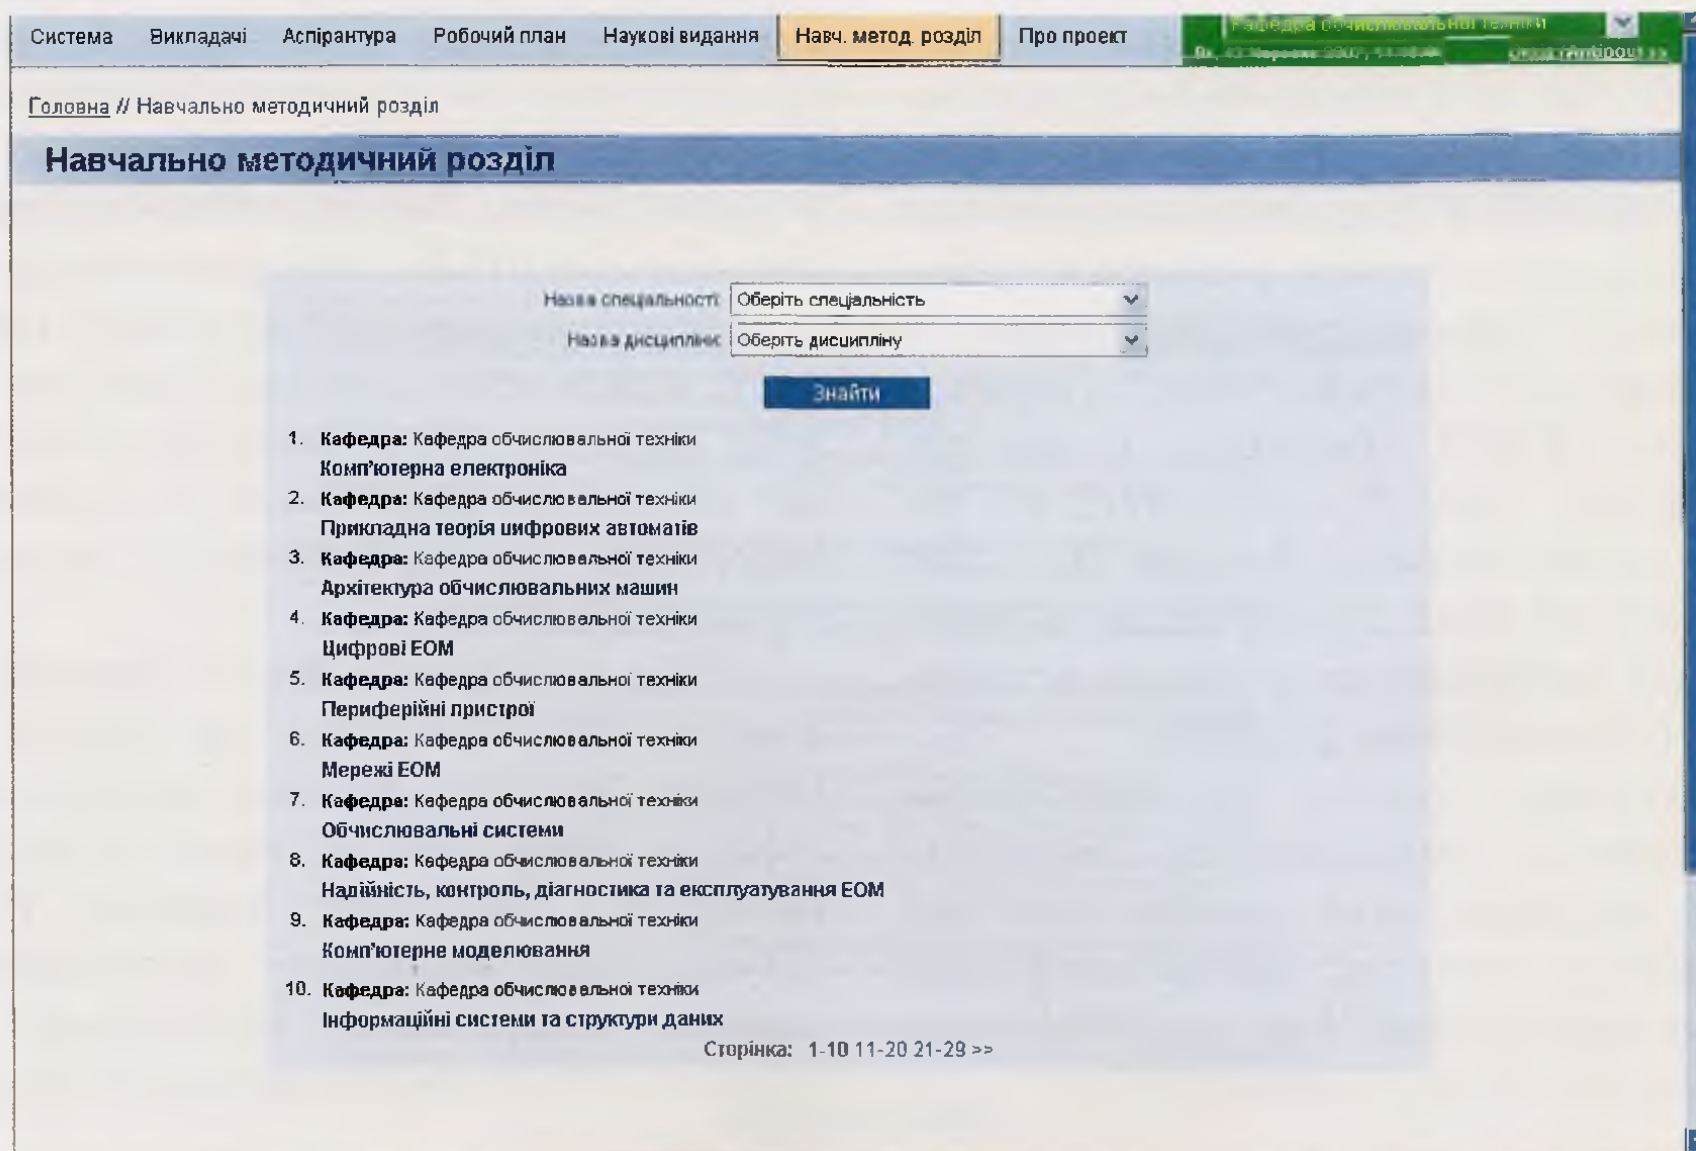 Система Викладачі Аспірантура Робочий план Наукові видання Навч. метод. розділ Про проект
Кафедра обчислювальної техніки
Головна // Навчально методичний розділ
Навчально методичний розділ
Назва спеціальності: Оберіть спеціальність
Назва дисципліни: Оберіть дисципліну
Знайти
1. Кафедра: Кафедра обчислювальної техніки
Комп'ютерна електроніка
2. Кафедра: Кафедра обчислювальної техніки
Прикладна теорія цифрових автоматів
3. Кафедра: Кафедра обчислювальної техніки
Архітектура обчислювальних машин
4. Кафедра: Кафедра обчислювальної техніки
Цифрові ЕОМ
5. Кафедра: Кафедра обчислювальної техніки
Периферійні пристрої
6. Кафедра: Кафедра обчислювальної техніки
Мережі ЕОМ
7. Кафедра: Кафедра обчислювальної техніки
Обчислювальні системи
8. Кафедра: Кафедра обчислювальної техніки
Надійність, контроль, діагностика та експлуатування ЕОМ
9. Кафедра: Кафедра обчислювальної техніки
Комп'ютерне моделювання
10. Кафедра: Кафедра обчислювальної техніки
Інформаційні системи та структури даних
Сторінка: 1-10 11-20 21-29 >>